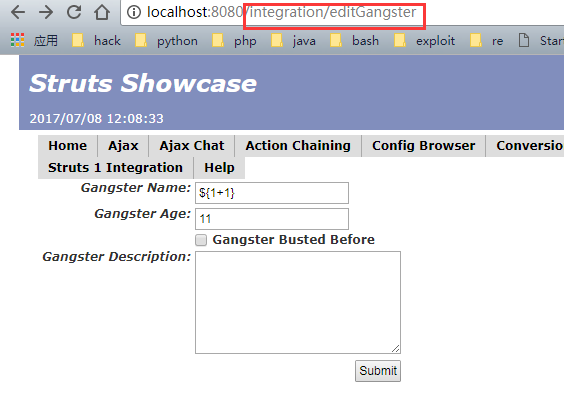 localhost:8080/integration/editGangster
应用 hack python php java exploit re Star
Struts Showcase
2017/07/08 12:08:33
Home Ajax Ajax Chat Action Chaining Config Browser Conversio
Struts 1 Integration Help
Gangster Name: ${1+1}
Gangster Age: 11
Gangster Busted Before
Gangster Description:
Submit